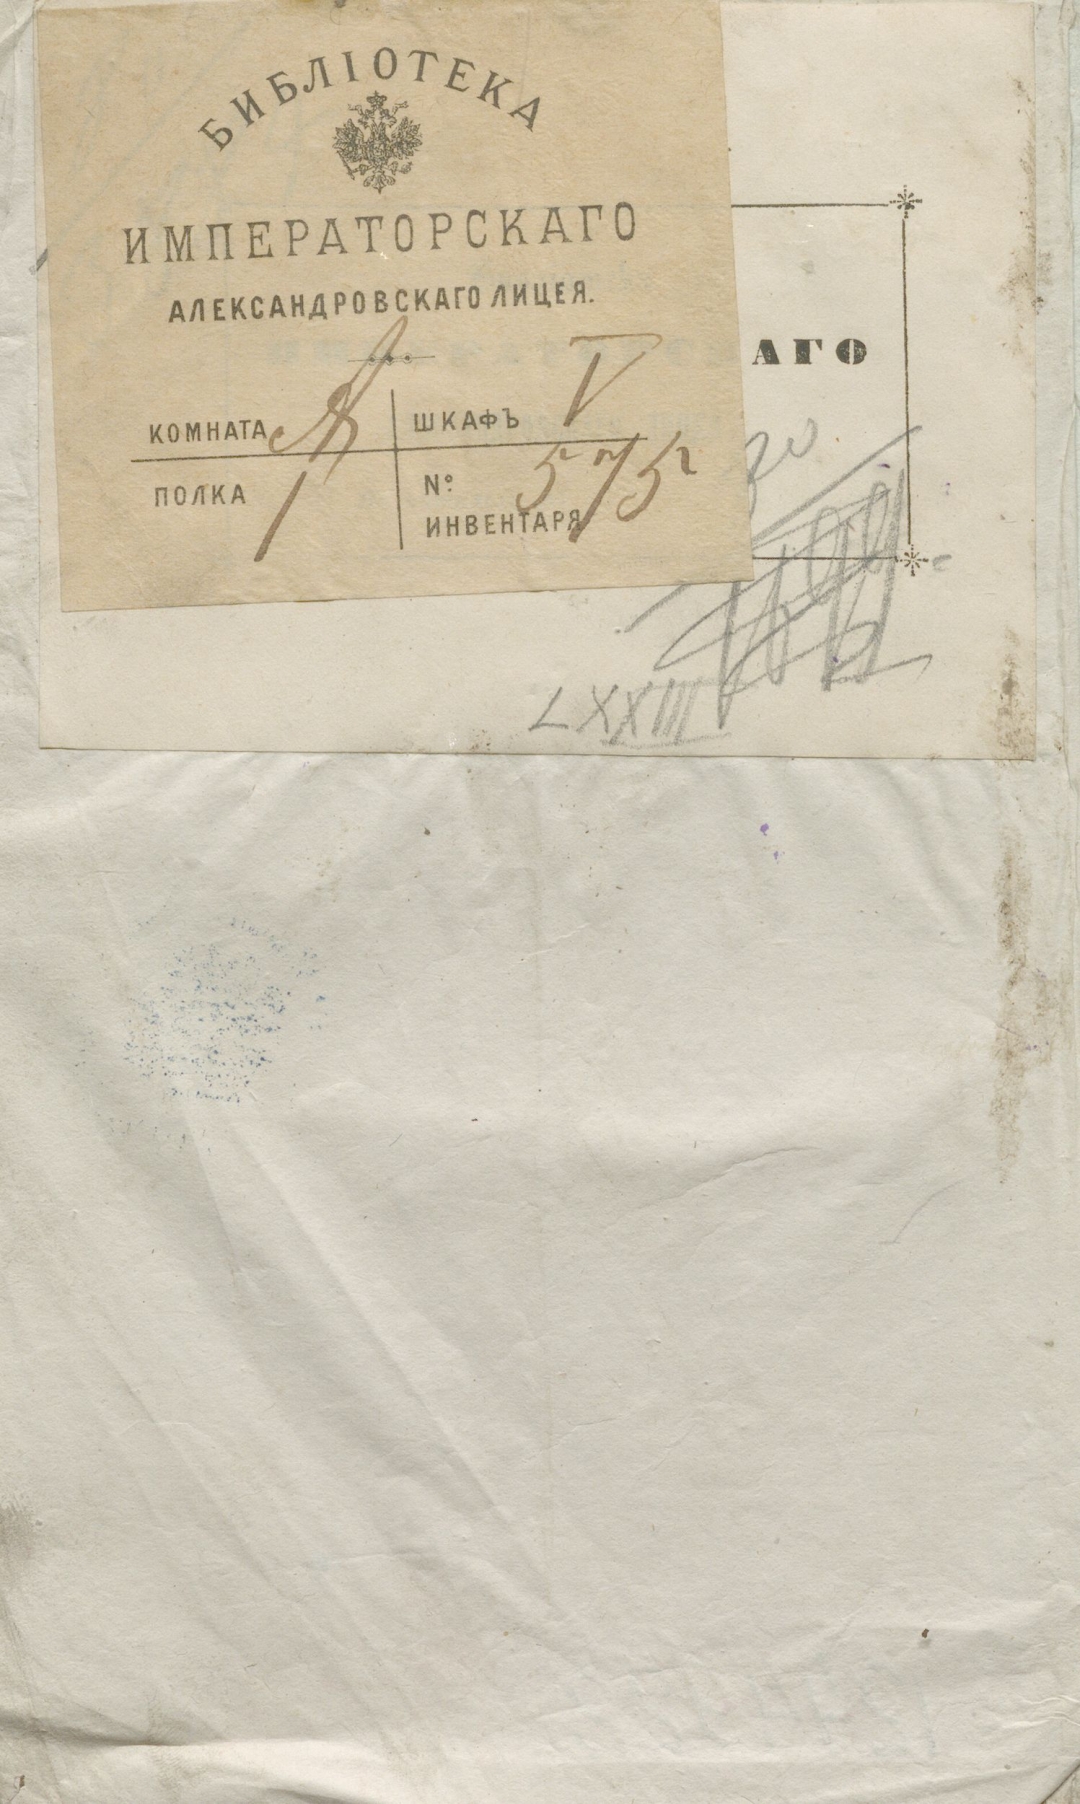 БИБЛІОТЕКА
ИМПЕРАТОРСКАГО
АЛЕКСАНДРОВСКАГО ЛИЦЕЯ.
КОМНАТА А ШКАФЪ V
ПОЛКА 1 № ИНВЕНТАРЯ 575
АГО
LXXIII